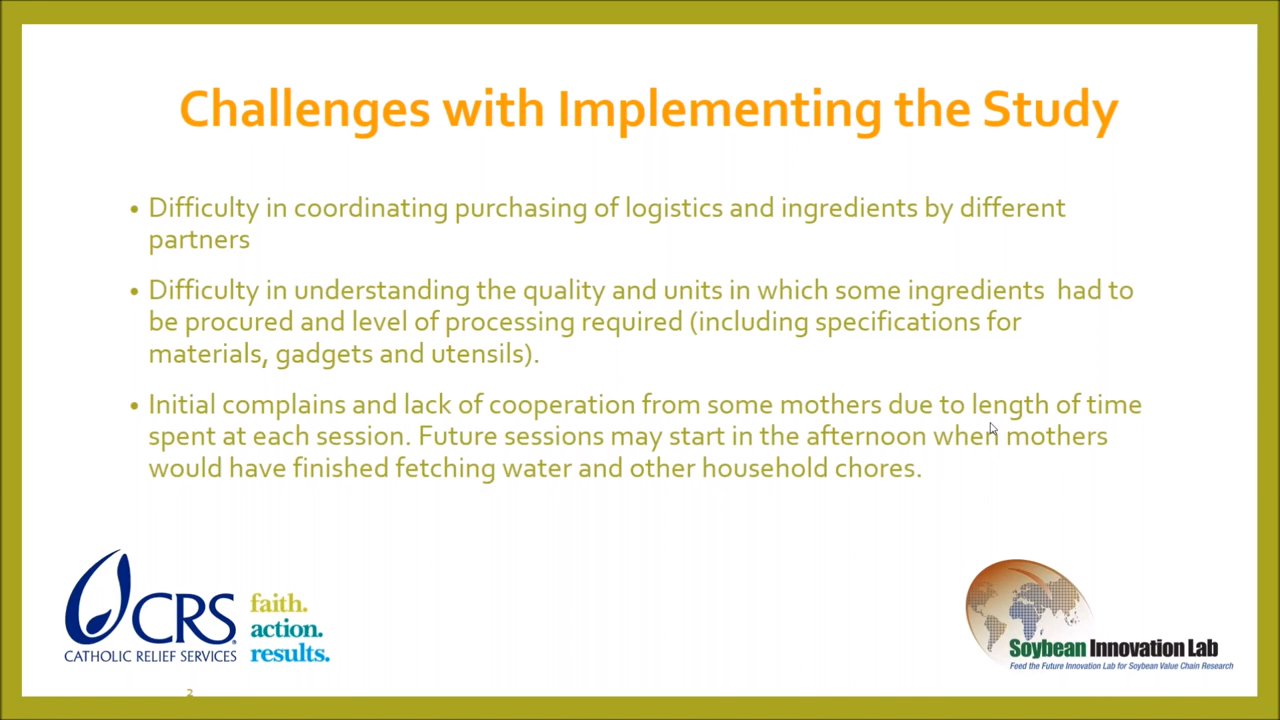 Challenges with Implementing the Study
• Difficulty in coordinating purchasing of logistics and ingredients by different
partners
• Difficulty in understanding the quality and units in which some ingredients  had to
be procured and level of processing required (including specifications for
materials, gadgets and utensils).
• Initial complains and lack of cooperation from some mothers due to length of time
spent at each session. Future sessions may start in the afternoon when mothers
would have finished fetching water and other household chores.
CRS
CATHOLIC RELIEF SERVICES
faith.
action.
results.
Soybean Innovation Lab
Feed the Future Innovation Lab for Soybean Value Chain Research
2